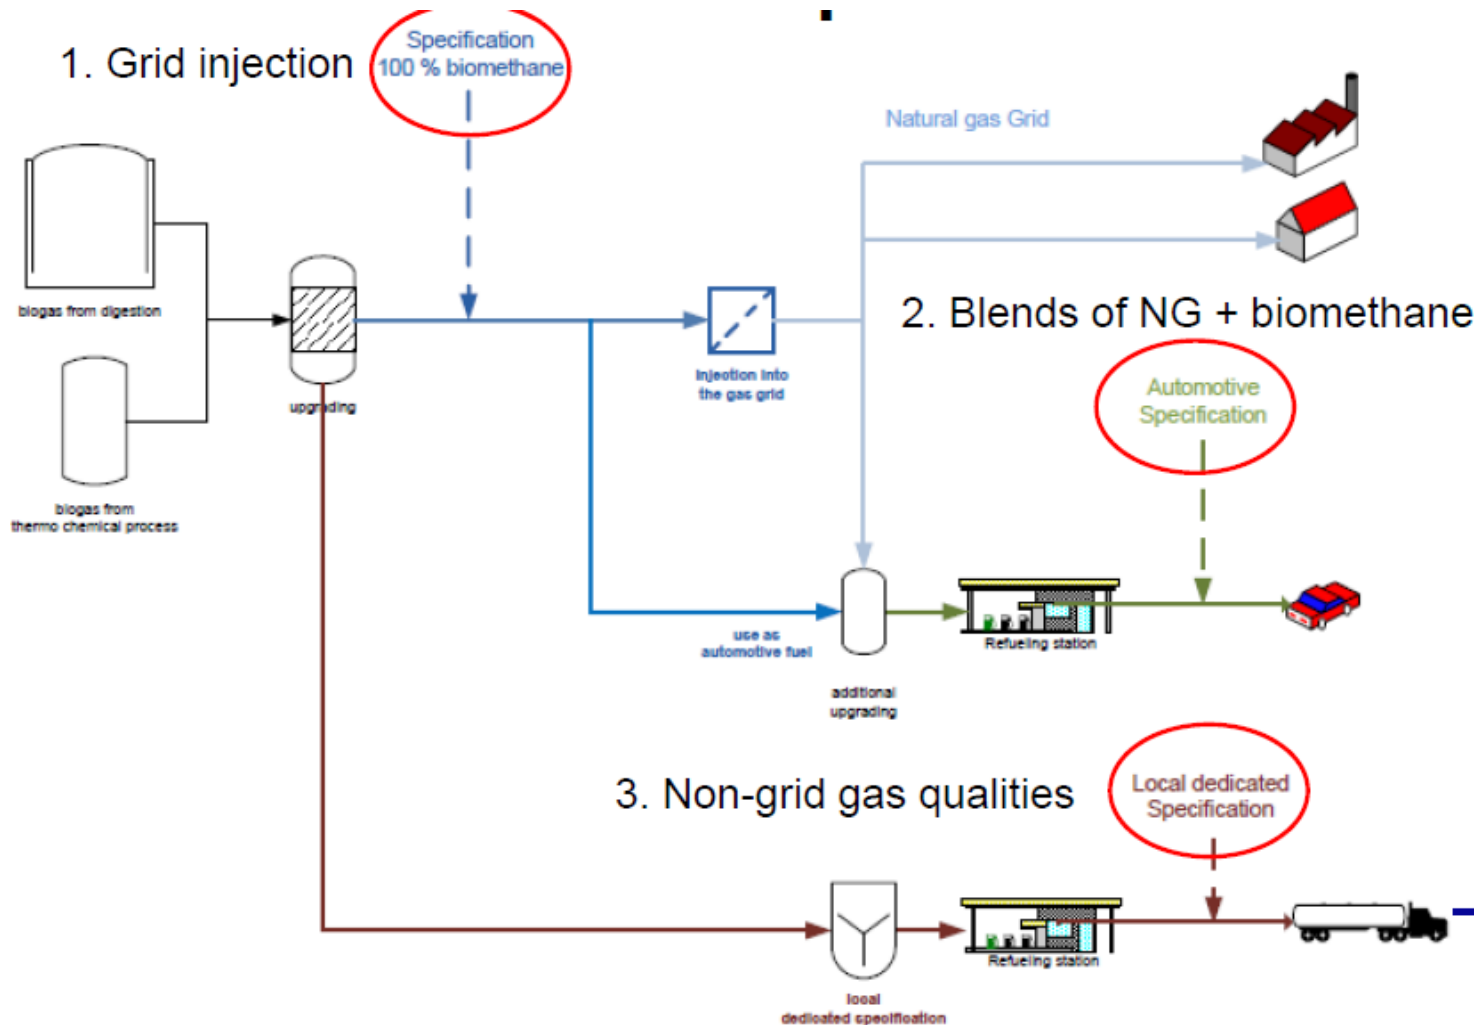 1. Grid injection
Specification
100 % biomethane
Natural gas Grid
biogas from digestion
upgrading
biogas from
thermo chemical process
injection into
the gas grid
2. Blends of NG + biomethane
Automotive
Specification
use as
automotive fuel
additional
upgrading
Refueling station
3. Non-grid gas qualities
Local dedicated
Specification
local
dedicated specification
Refueling station